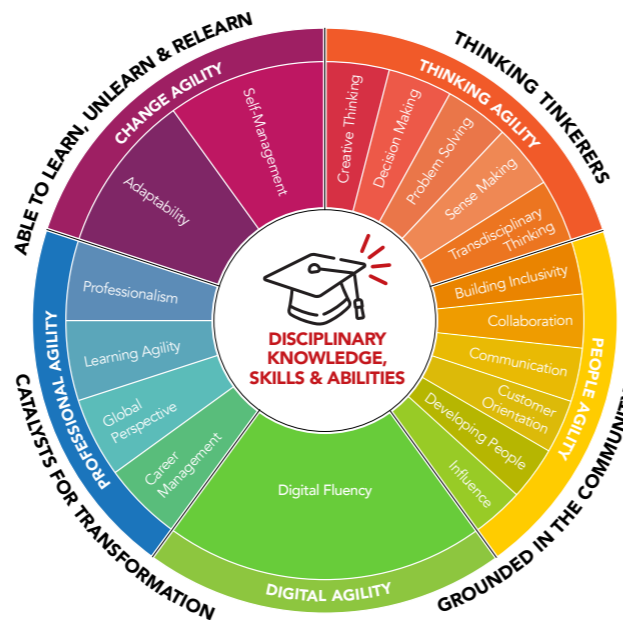 ABLE TO LEARN, UNLEARN & RELEARN
CHANGE AGILITY
Adaptability
Self-Management
THINKING TINKERERS
THINKING AGILITY
Creative Thinking
Decision Making
Problem Solving
Sense Making
Transdisciplinary
Thinking
GROUNDED IN THE COMMUNITY
PEOPLE AGILITY
Building Inclusivity
Collaboration
Communication
Customer
Orientation
Developing People
Influence
DIGITAL AGILITY
Digital Fluency
CATALYSTS FOR TRANSFORMATION
PROFESSIONAL AGILITY
Professionalism
Learning Agility
Global
Perspective
Career
Management
DISCIPLINARY
KNOWLEDGE,
SKILLS & ABILITIES